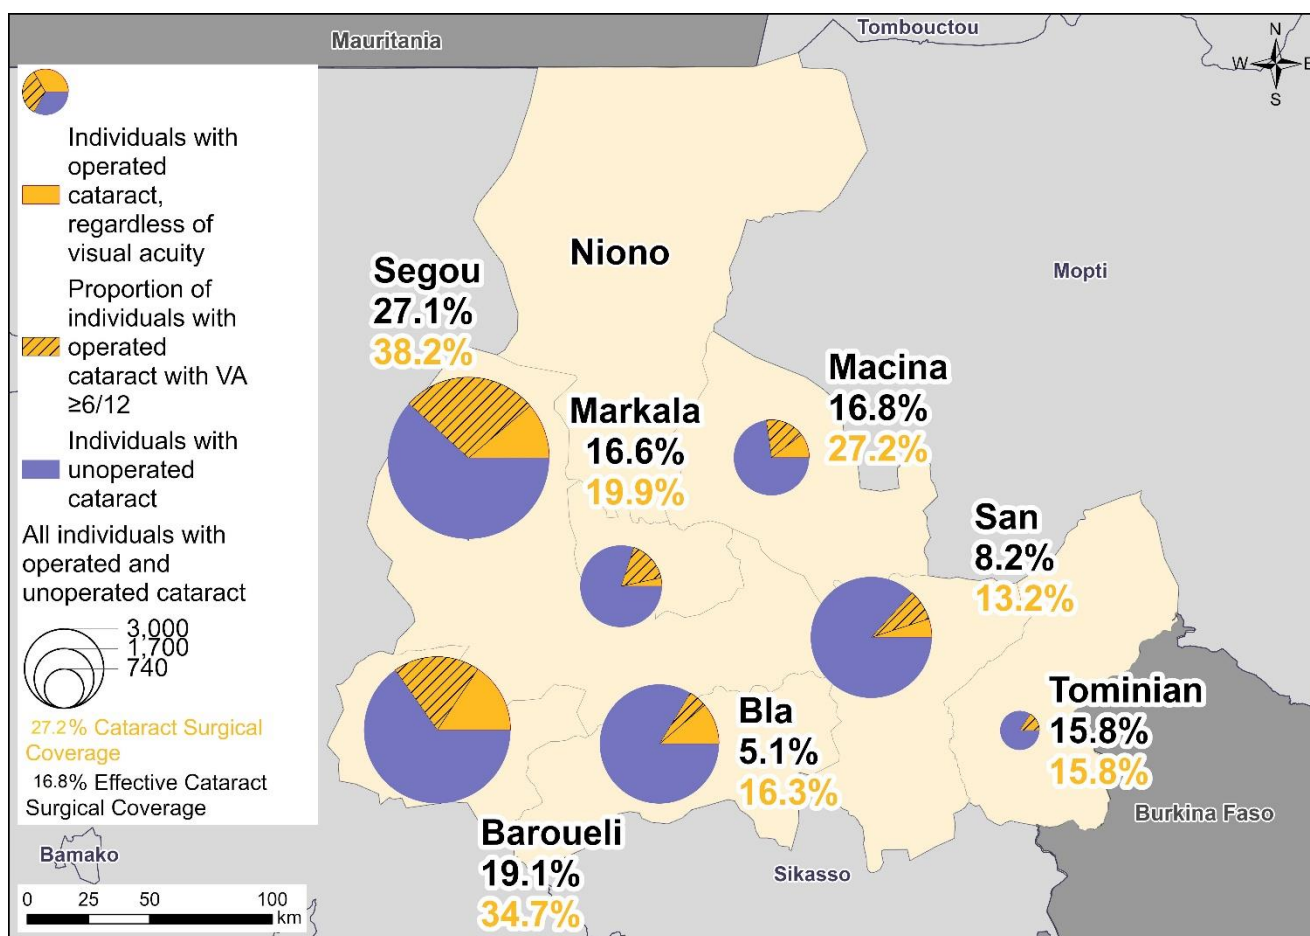 Mauritania
Tombouctou
N
W
E
S
Individuals with
operated
cataract,
regardless of
visual acuity
Proportion of
individuals with
operated
cataract with VA
≥6/12
Individuals with
unoperated
cataract
All individuals with
operated and
unoperated cataract
3,000
1,700
740
27.2% Cataract Surgical
Coverage
16.8% Effective Cataract
Surgical Coverage
Bamako
0 25 50 100
km
Niono
Segou
27.1%
38.2%
Mopti
Markala
16.6%
19.9%
Macina
16.8%
27.2%
San
8.2%
13.2%
Bla
5.1%
16.3%
Tominian
15.8%
15.8%
Baroueli
19.1%
34.7%
Sikasso
Burkina Faso